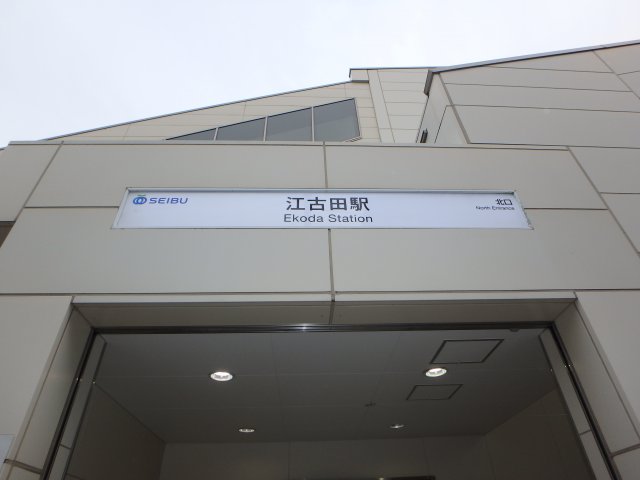 SEIBU
江古田駅
Ekoda Station
北口
North Entrance